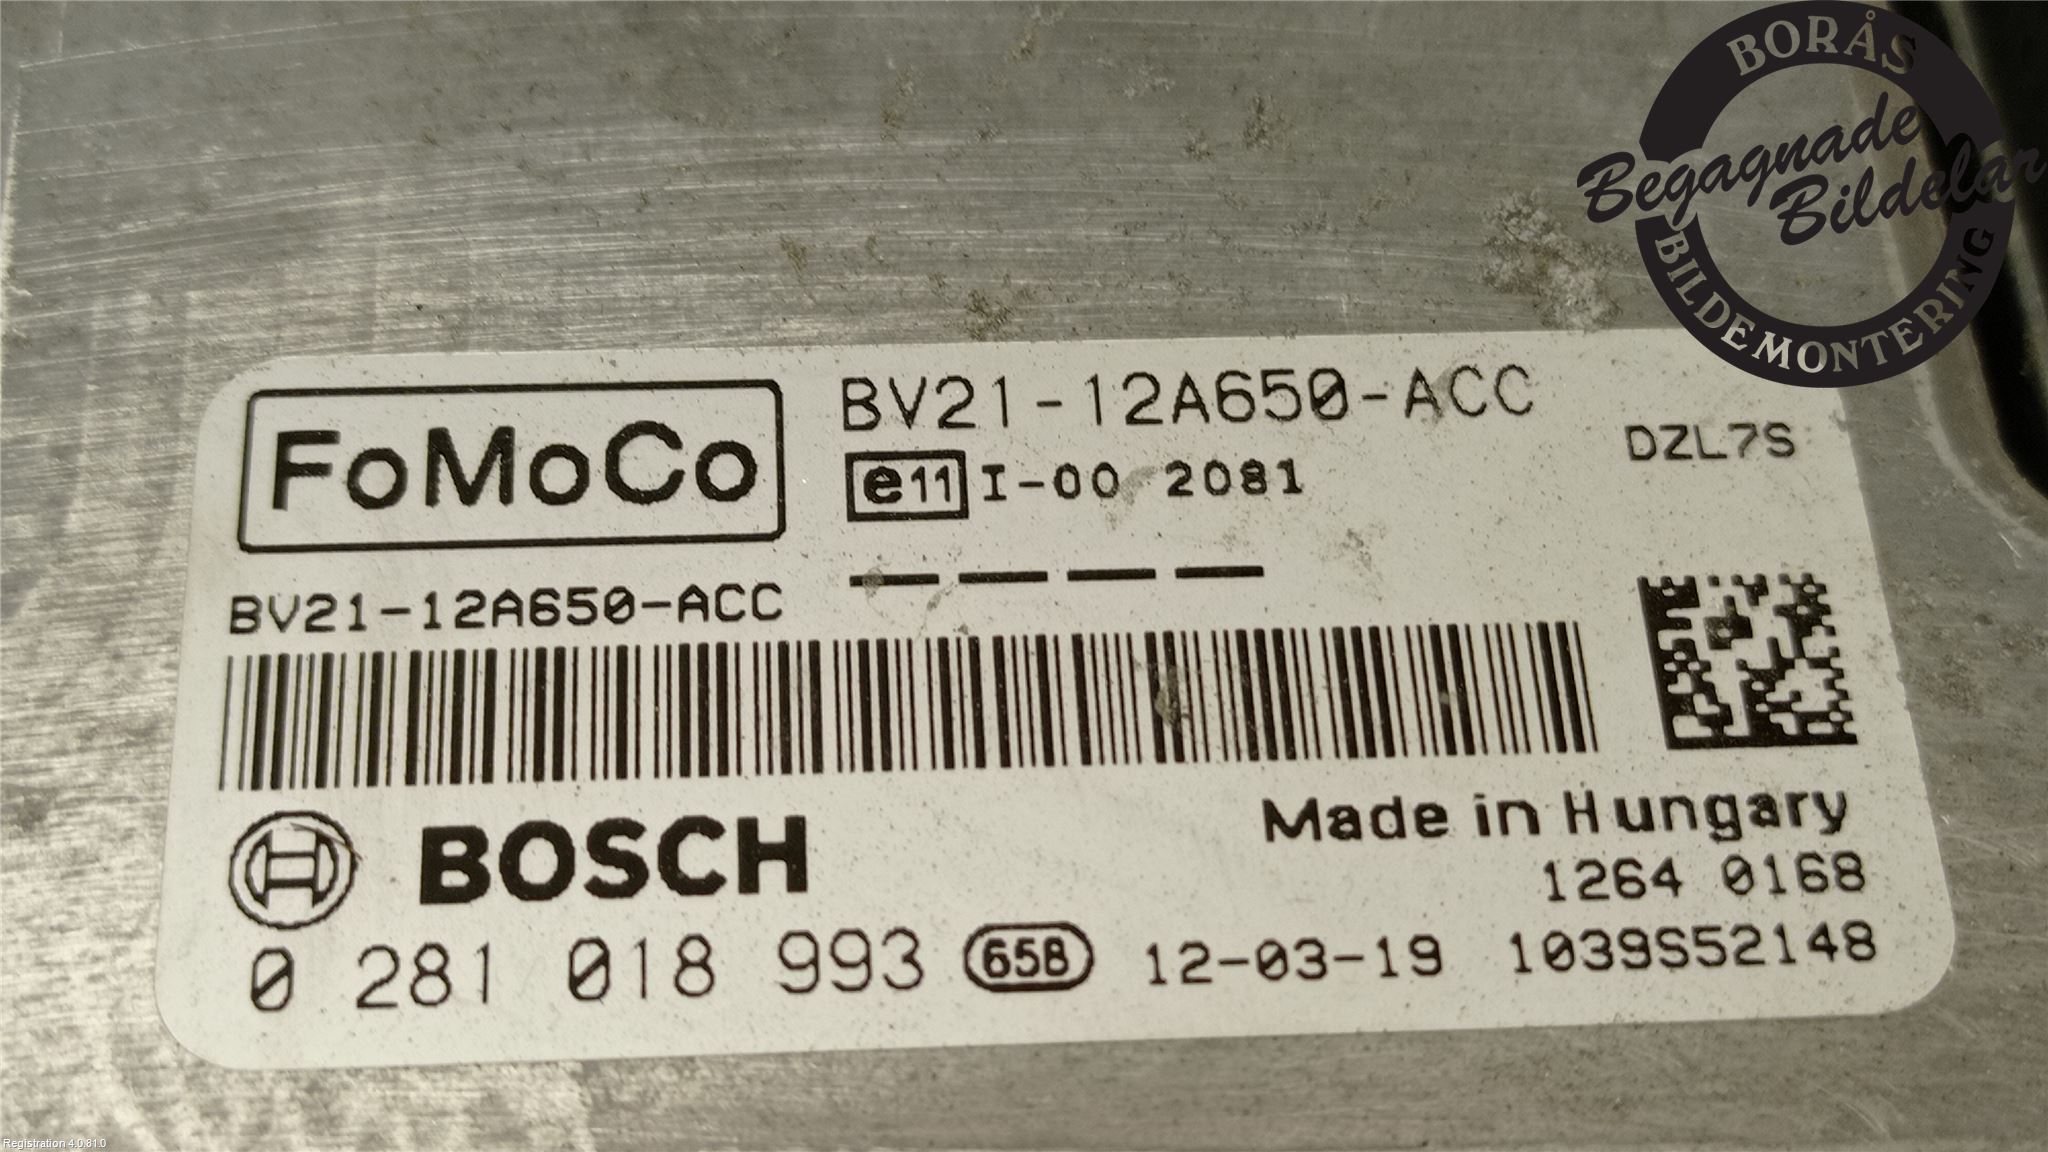 BORÅS
Begagnade
Bildelar
BILDEMONTERING
FoMoCo
BV21-12A650-ACC
DZL7S
e11 I-00 2081
BV21-12A650-ACC
BOSCH
Made in Hungary
1264 0168
0 281 018 993 658 12-03-19 1039S52148
Registration 4.0.81.0